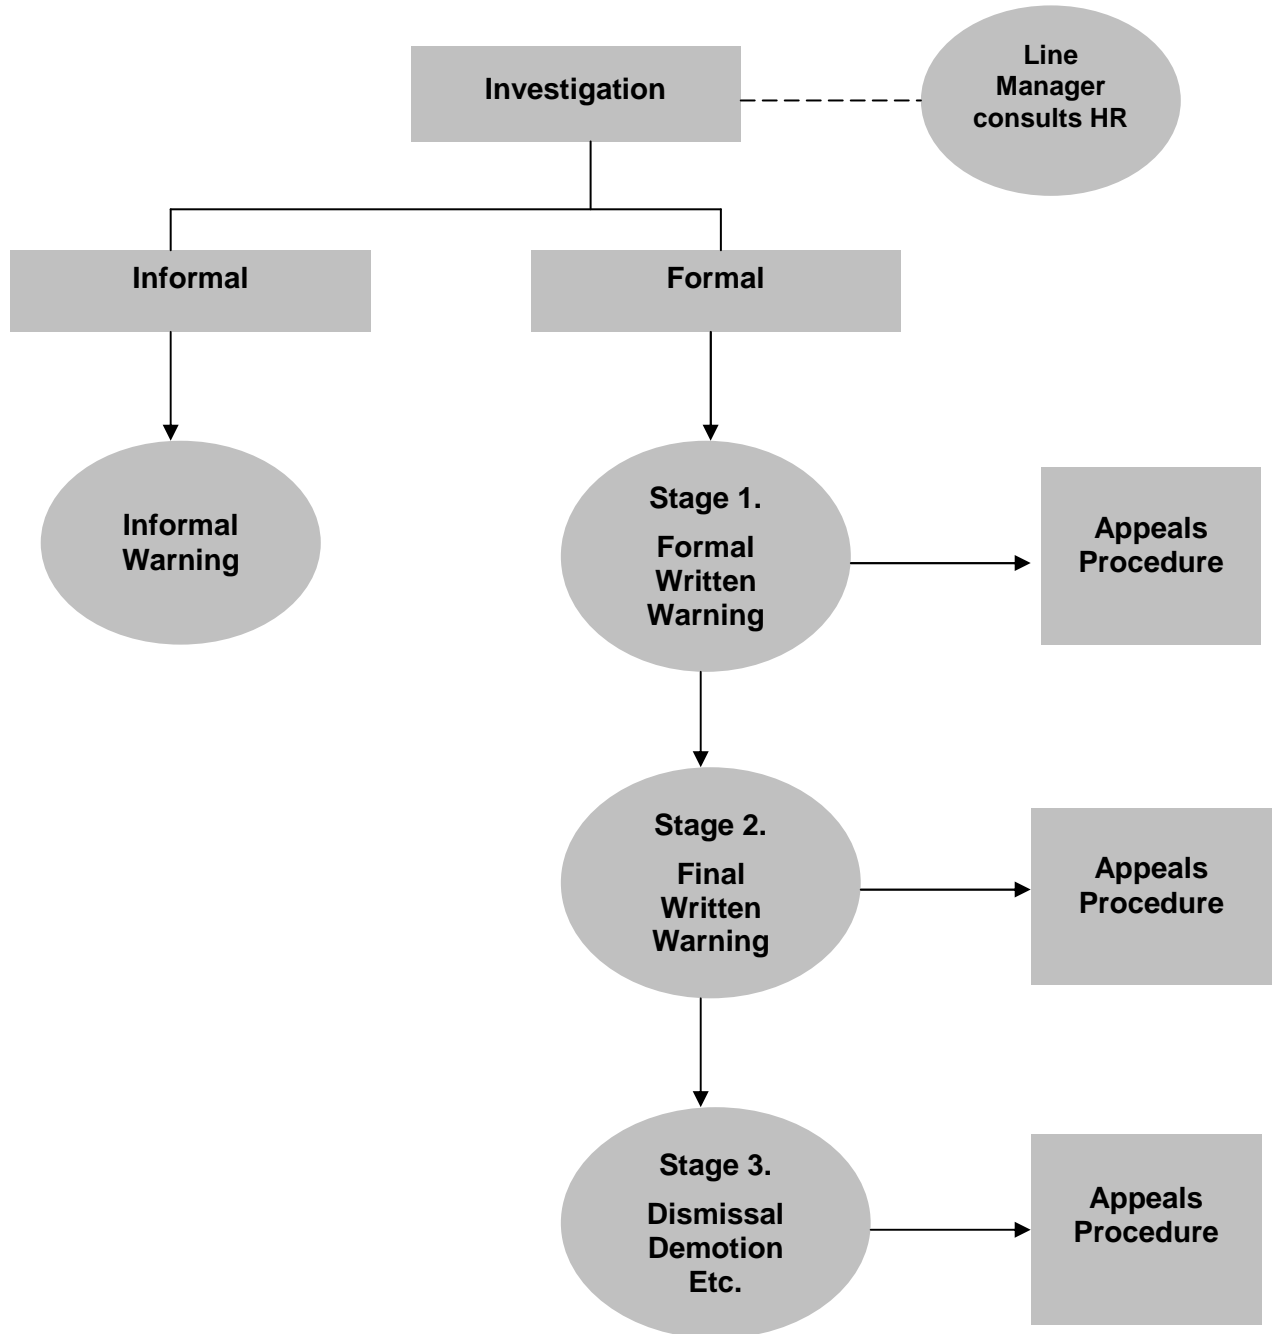 Investigation
Line
Manager
consults HR
Informal
Formal
Informal
Warning
Stage 1.
Formal
Written
Warning
Appeals
Procedure
Stage 2.
Final
Written
Warning
Appeals
Procedure
Stage 3.
Dismissal
Demotion
Etc.
Appeals
Procedure